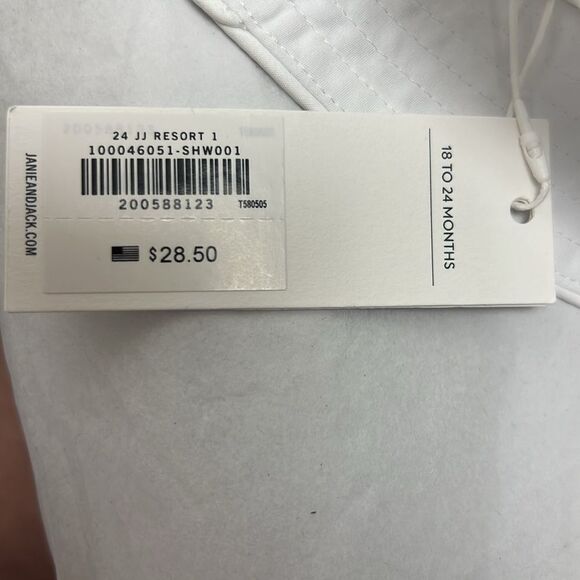 24 JJ RESORT 1
100046051-SHW001
200588123
T580505
$28.50
JANIEANDJACK.COM
18 TO 24 MONTHS